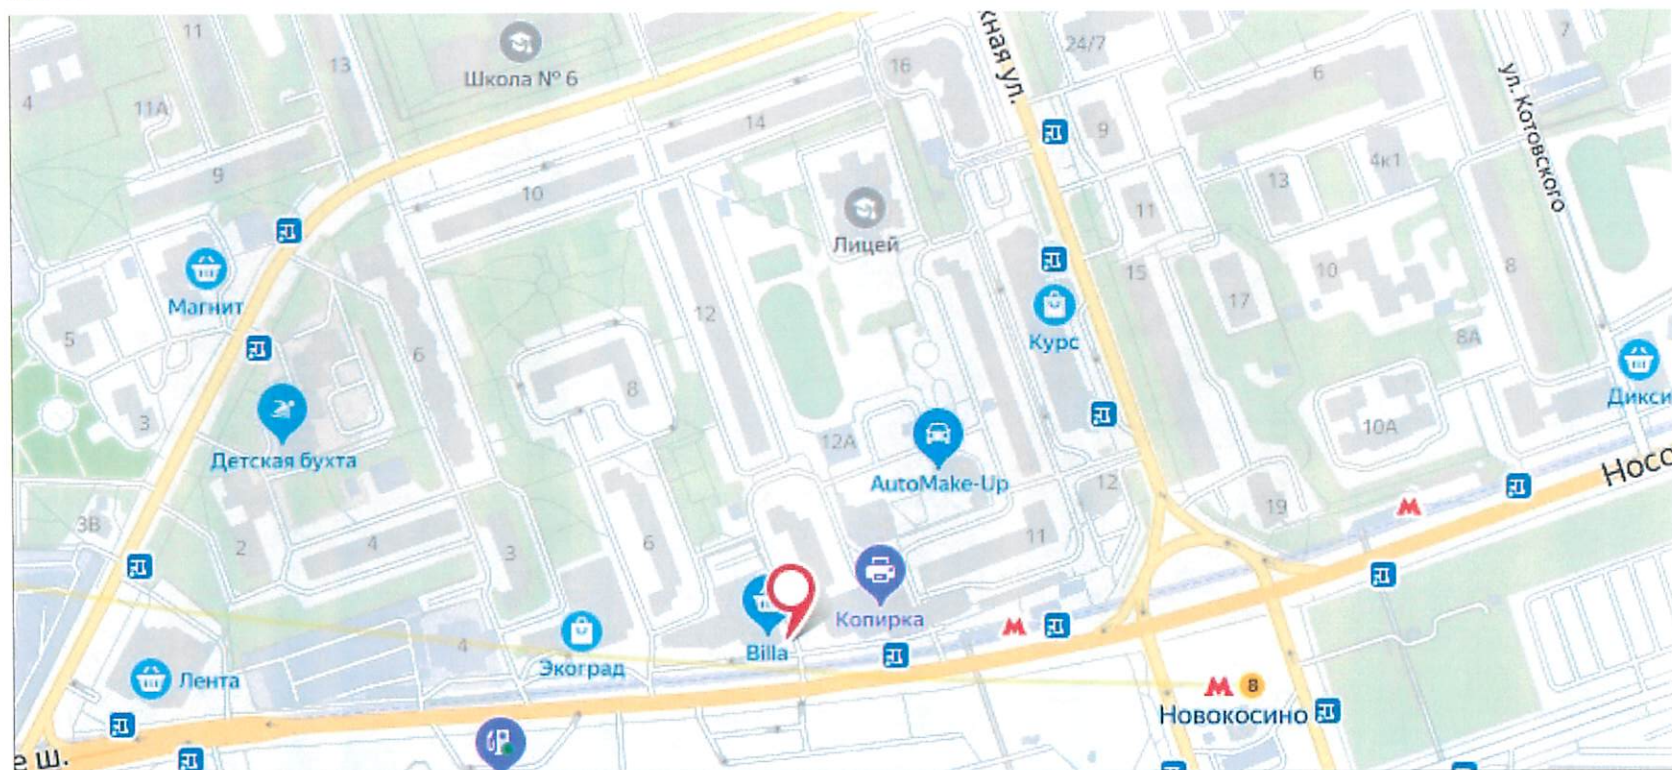 11
13
Школа № 6
4
11А
9
16
14
10
жная ул.
24/7
9
6
7
ул. Котовского
4к1
13
11
Лицей
Магнит
5
6
12
15
17
10
8
Курс
8А
Дикси
3
8
Детская бухта
12А
AutoMake-Up
10А
Носо
3В
2
4
3
6
12
11
19
Копирка
Billa
Экоград
4
Лента
8
Новокосино
е ш.